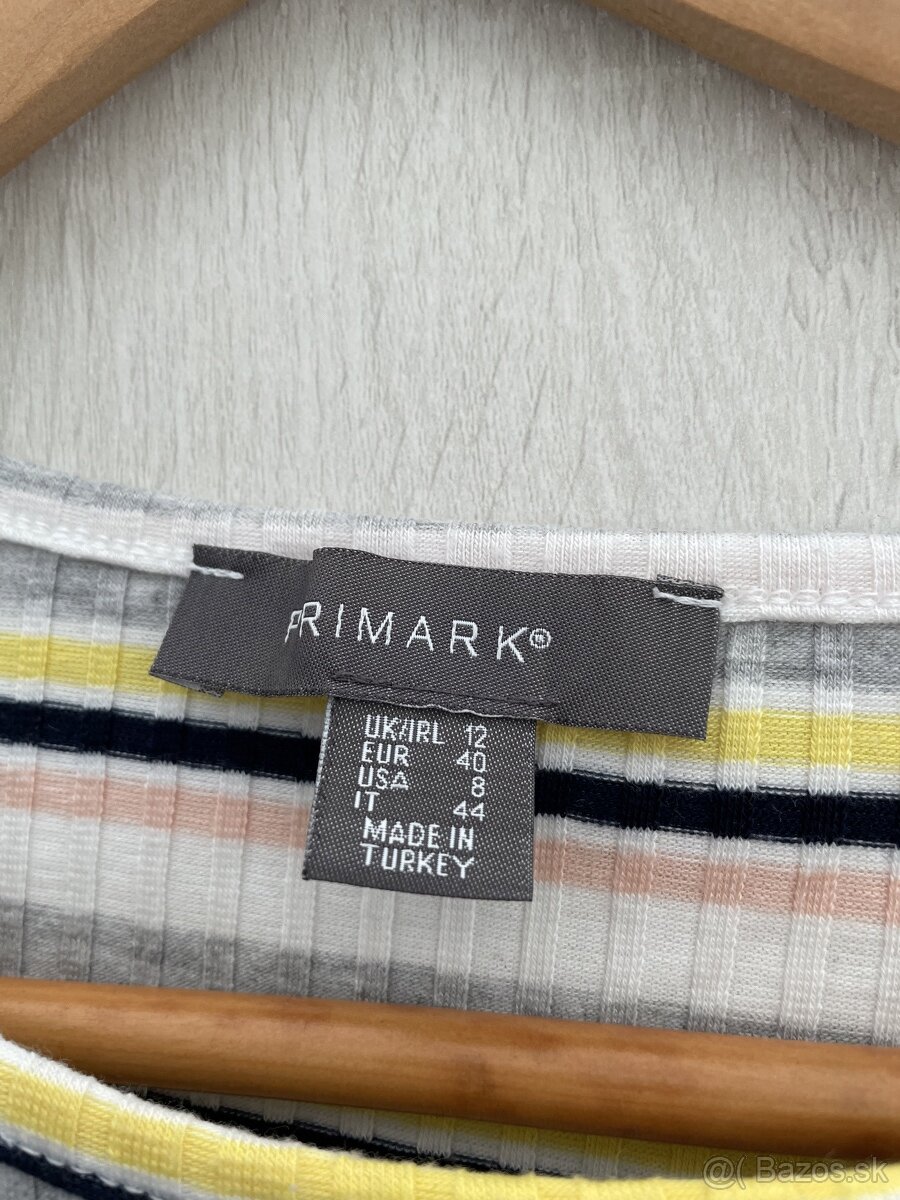 PRIMARK®
UK/IRL 12
EUR 40
USA 8
IT 44
MADE IN
TURKEY
@( Bazos.sk